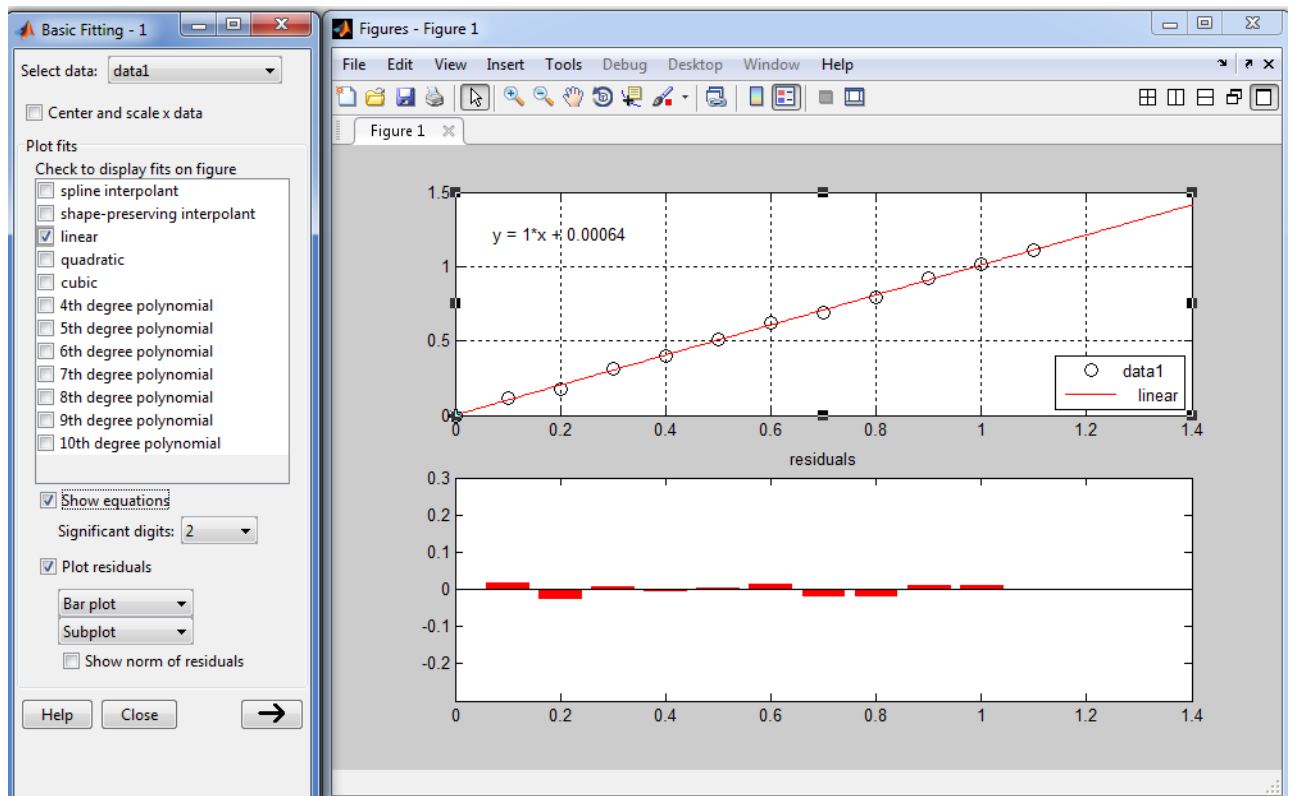 Basic Fitting - 1
Select data: data1
Center and scale x data
Plot fits
Check to display fits on figure
spline interpolant
shape-preserving interpolant
linear
quadratic
cubic
4th degree polynomial
5th degree polynomial
6th degree polynomial
7th degree polynomial
8th degree polynomial
9th degree polynomial
10th degree polynomial
Show equations
Significant digits: 2
Plot residuals
Bar plot
Subplot
Show norm of residuals
Help Close
Figures - Figure 1
File Edit View Insert Tools Debug Desktop Window Help
Figure 1
1.5
y = 1*x + 0.00064
1
0.5
data1
linear
0
0 0.2 0.4 0.6 0.8 1 1.2 1.4
residuals
0.3
0.2
0.1
0
-0.1
-0.2
0 0.2 0.4 0.6 0.8 1 1.2 1.4